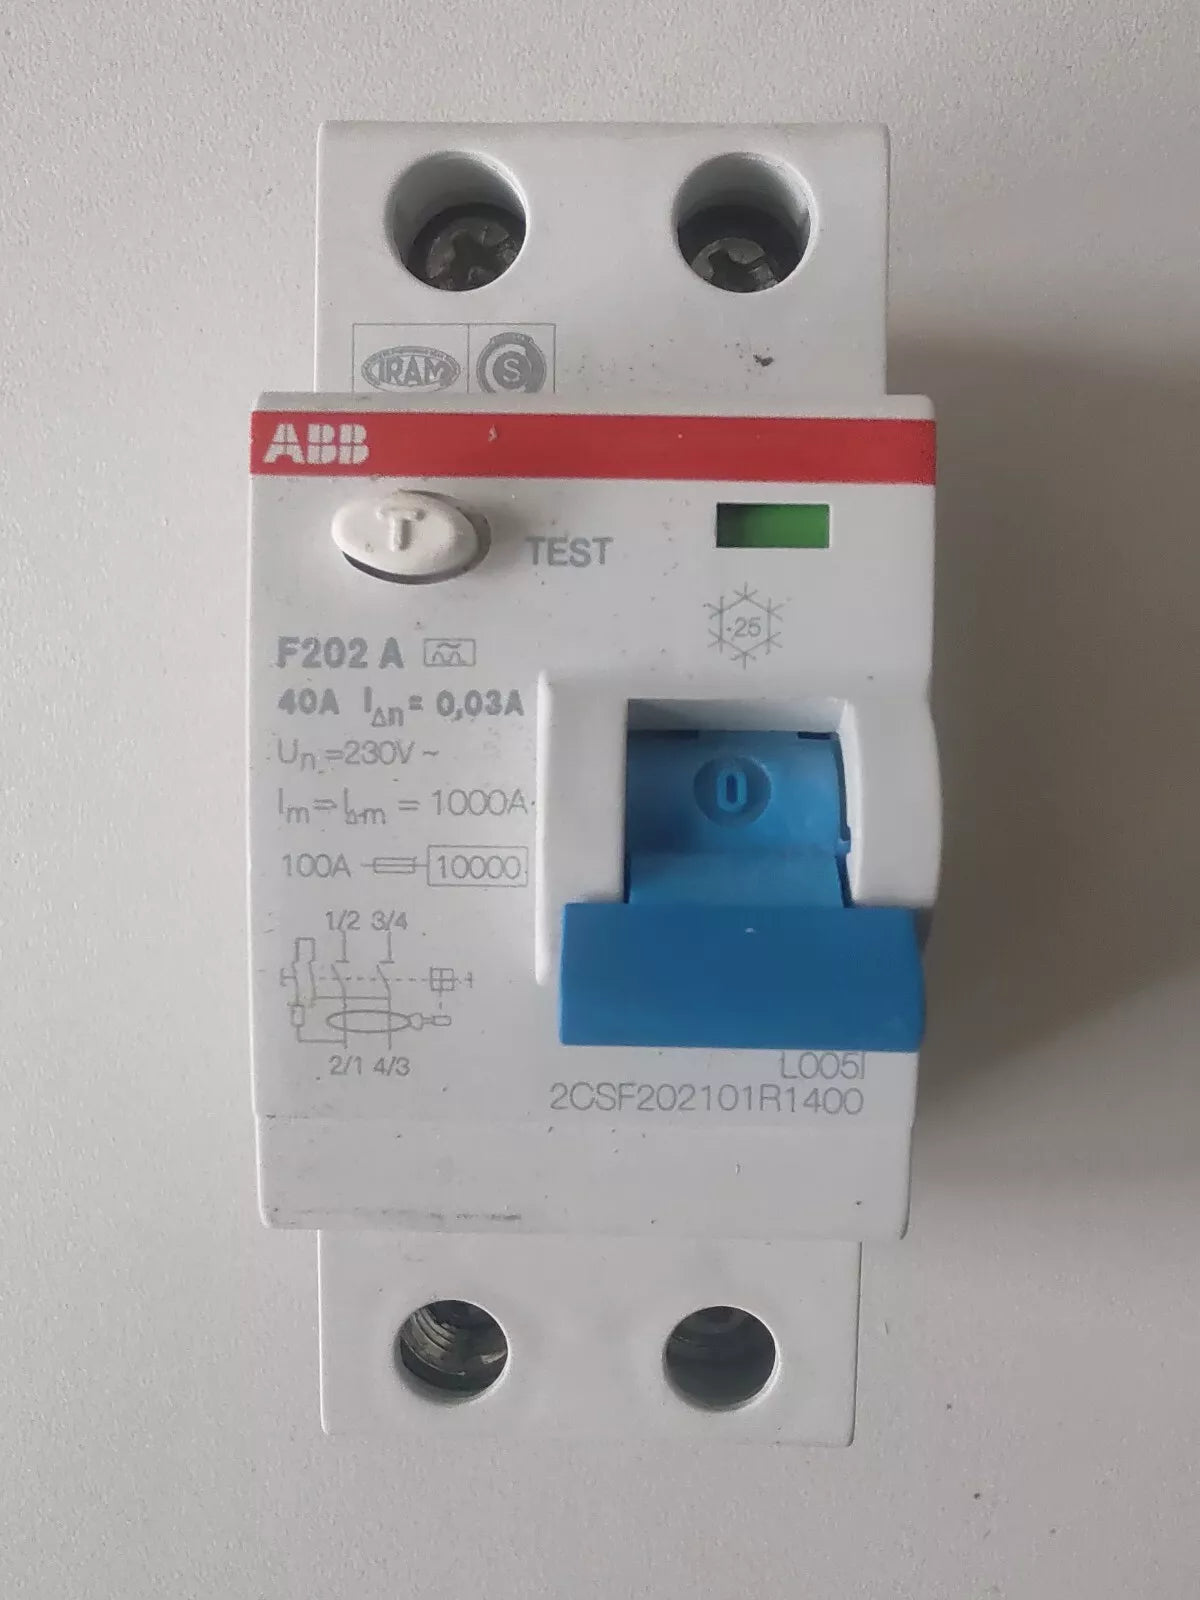 IRAM S
ABB
T TEST
-25
F202 A
40A IΔn = 0,03A
Un =230V ~
Im = IΔm = 1000A
100A 10000
0
1/2 3/4
2/1 4/3
L005I
2CSF202101R1400